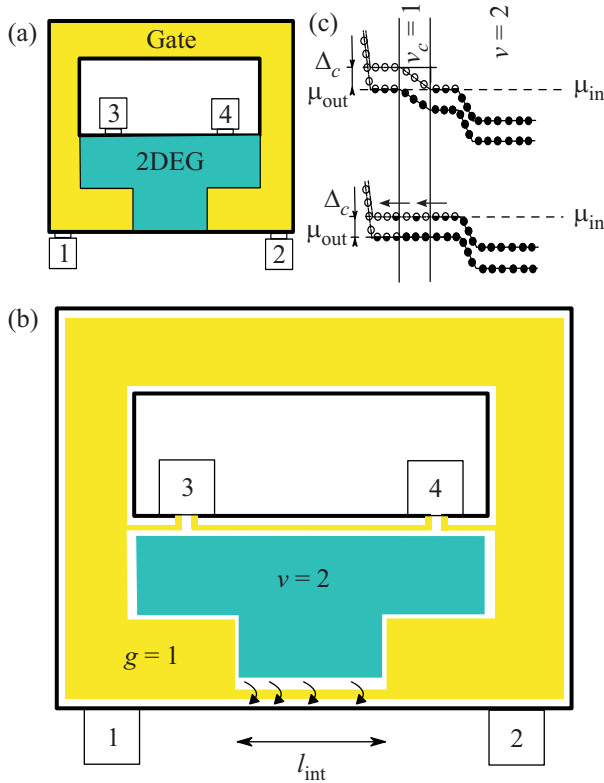 (a)
Gate
3
4
2DEG
1
2
(c)
ν_c = 1
ν = 2
Δ_c
μ_out
μ_in
Δ_c
μ_out
μ_in
(b)
3
4
ν = 2
g = 1
1
2
l_int